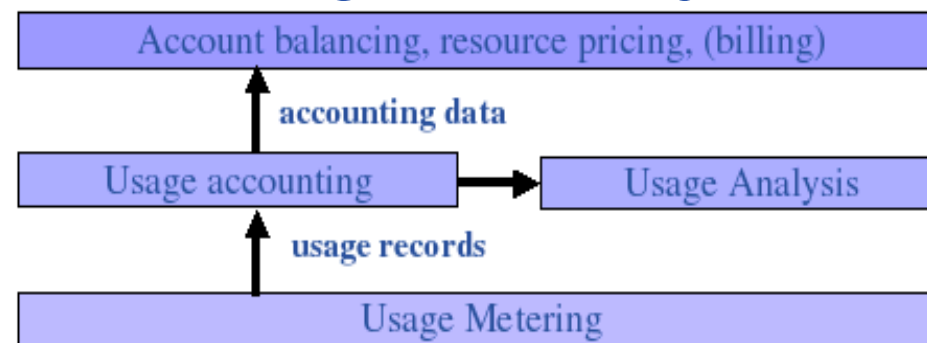 Account balancing, resource pricing, (billing)
accounting data
Usage accounting
Usage Analysis
usage records
Usage Metering